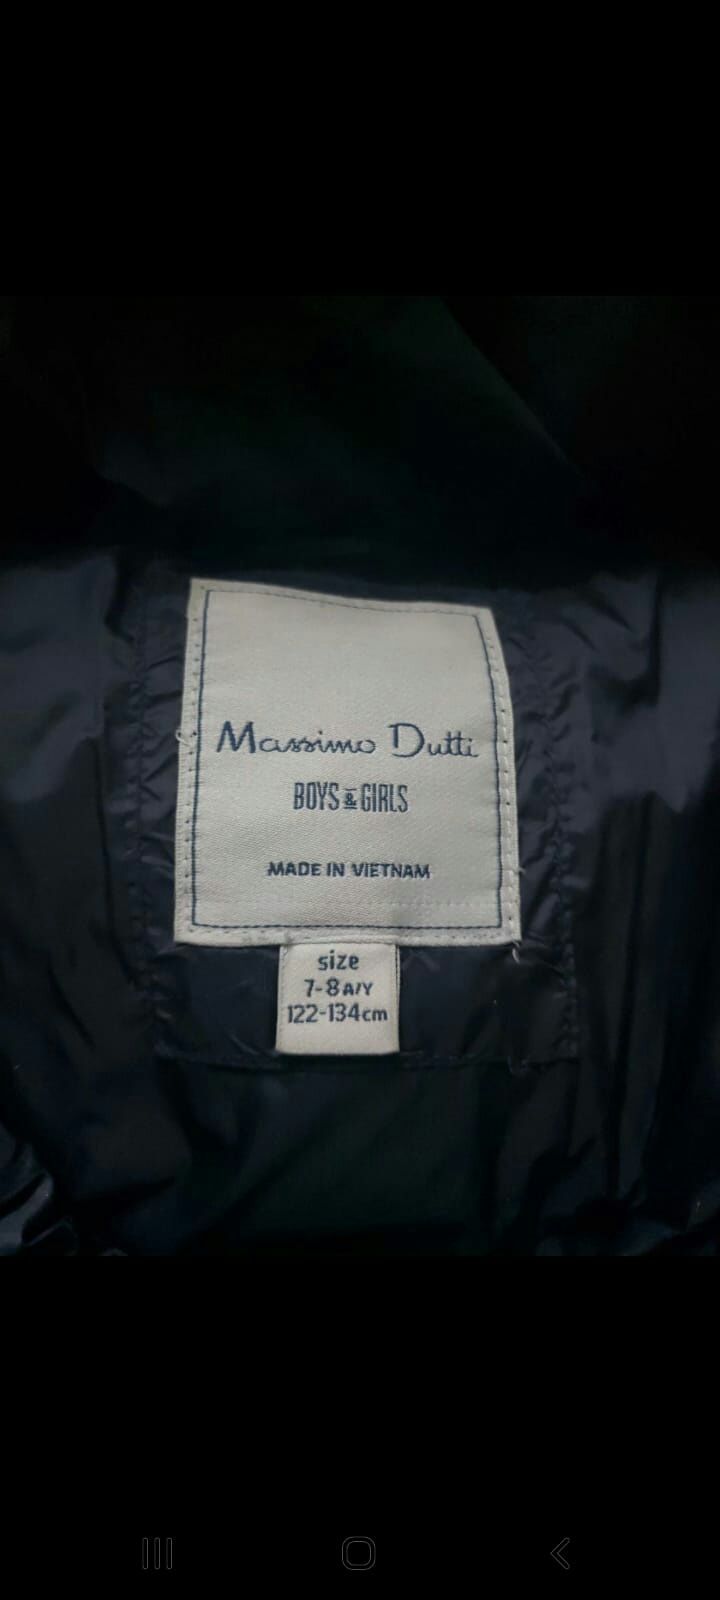 Massimo Dutti
BOYS & GIRLS
MADE IN VIETNAM
size
7-8 A/Y
122-134cm